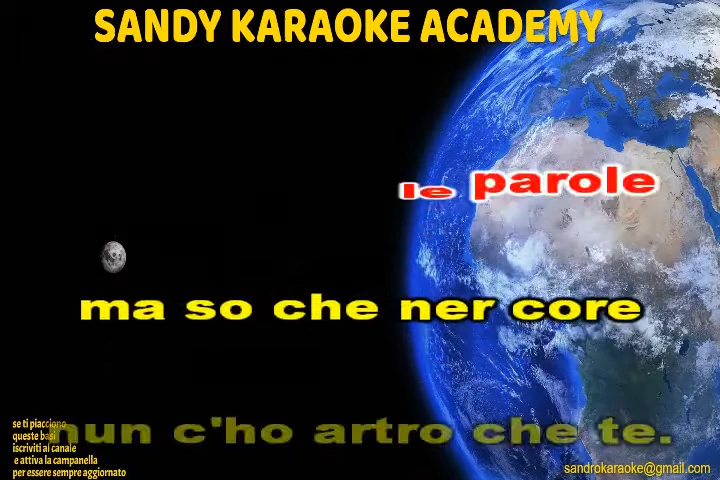 SANDY KARAOKE ACADEMY
le parole
ma so che ner core
nun c'ho artro che te.
se ti piacciono
queste basi
iscriviti al canale
e attiva la campanella
per essere sempre aggiornato
sandrokaraoke@gmail.com